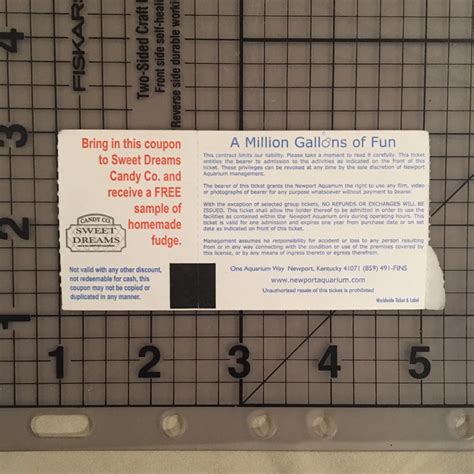 FISKARS
Two-Sided Craft
Front side self-healing
Reverse side durable working
4
3
2
1
2
3
4
5
Bring in this coupon
to Sweet Dreams
Candy Co. and
receive a FREE
sample of
homemade
fudge.
CANDY CO.
SWEET
DREAMS
Not valid with any other discount,
not redeemable for cash, this
coupon may not be copied or
duplicated in any manner.
A Million Gallons of Fun
This contract limits our liability. Please take a moment to read it carefully. This ticket
entitles the bearer to admission to the activities as indicated on the front of this
ticket. These privileges can be revoked at any time by the sole discretion of Newport
Aquarium management.
The bearer of this ticket grants the Newport Aquarium the right to use any film, video
or photographs of bearer for any purpose whatsoever without payment to bearer.
With the exception of selected group tickets, NO REFUNDS OR EXCHANGES WILL BE
ISSUED. This ticket shall allow the holder thereof to be admitted in order to use the
facilities as contained within the Newport Aquarium only during operating hours. This
ticket is valid for one admission and expires from one year purchase date or on set
date as indicated on front of this ticket.
Management assumes no responsibility for accident or loss to any person resulting
from or in any way connecting with the condition or use of the premises covered by
this license, or by any means of ingress thereto or egress therefrom.
One Aquarium Way Newport, Kentucky 41071 (859) 491-FINS
www.newportaquarium.com
Unauthorized resale of this ticket is prohibited
Worldwide Ticket & Label